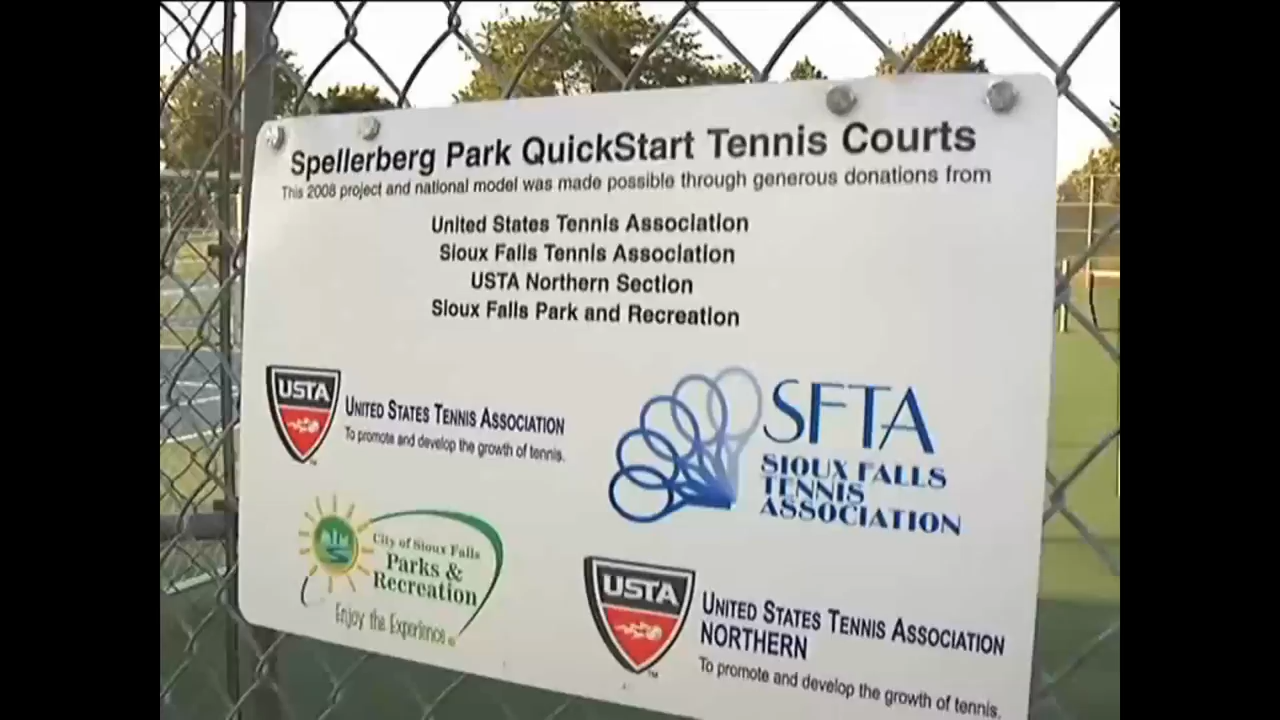 Spellerberg Park QuickStart Tennis Courts
This 2008 project and national model was made possible through generous donations from
United States Tennis Association
Sioux Falls Tennis Association
USTA Northern Section
Sioux Falls Park and Recreation
USTA
UNITED STATES TENNIS ASSOCIATION
To promote and develop the growth of tennis.
SFTA
SIOUX FALLS
TENNIS
ASSOCIATION
City of Sioux Falls
Parks &
Recreation
Enjoy the Experience
USTA
UNITED STATES TENNIS ASSOCIATION
NORTHERN
To promote and develop the growth of tennis.